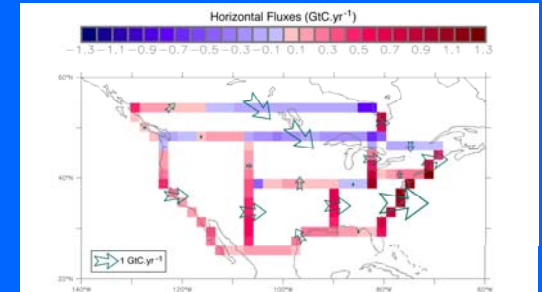 Horizontal Fluxes (GtC.yr⁻¹)
−1.3−1.1 −0.9 −0.7 −0.5 −0.3 −0.1 0.1 0.3 0.5 0.7 0.9 1.1 1.3
60°N
40°N
20°N
1 GtC.yr⁻¹
140°W 120°W 100°W 80°W 60°W